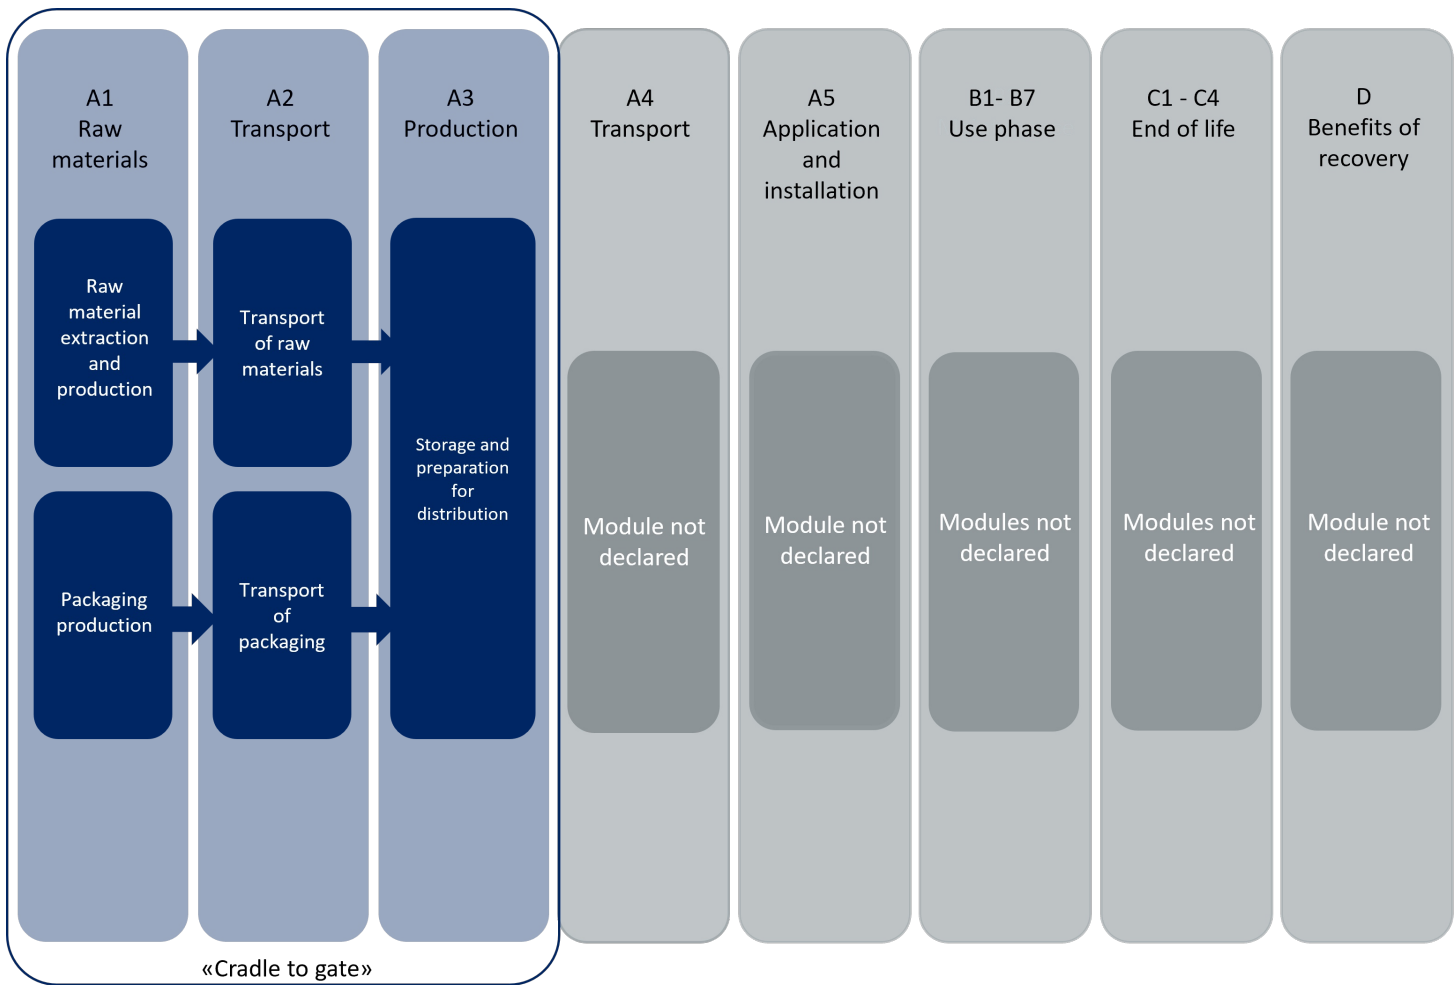 A1
Raw
materials
A2
Transport
A3
Production
A4
Transport
A5
Application
and
installation
B1- B7
Use phase
C1 - C4
End of life
D
Benefits of
recovery
Raw
material
extraction
and
production
Transport
of raw
materials
Storage and
preparation
for
distribution
Packaging
production
Transport
of
packaging
Module not
declared
Module not
declared
Modules not
declared
Modules not
declared
Module not
declared
«Cradle to gate»